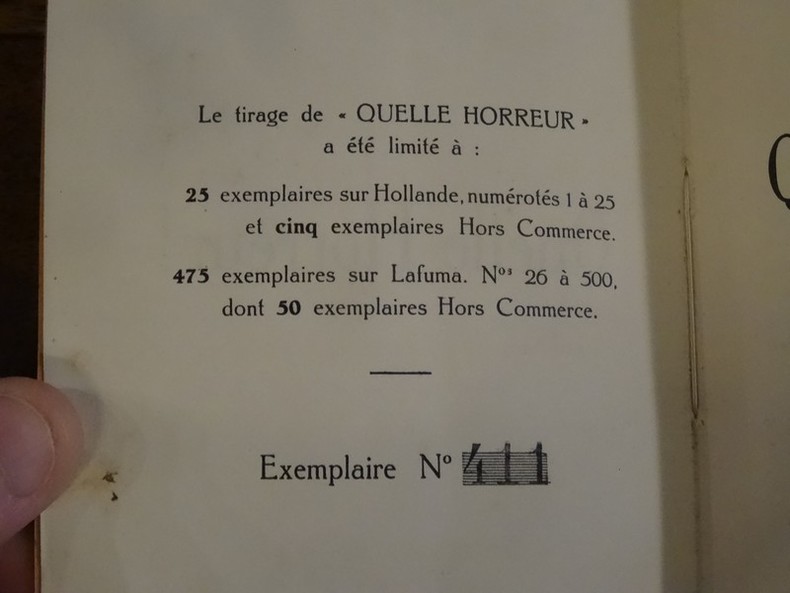 Le tirage de « QUELLE HORREUR »
a été limité à :
25 exemplaires sur Hollande, numérotés 1 à 25
et cinq exemplaires Hors Commerce.
475 exemplaires sur Lafuma. Nos 26 à 500,
dont 50 exemplaires Hors Commerce.
Exemplaire No 411
Q